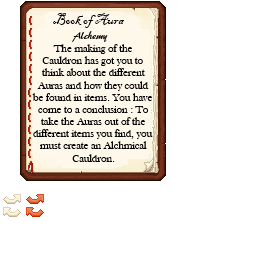 Book of Aura
Alchemy
The making of the
Cauldron has got you to
think about the different
Auras and how they could
be found in items. You have
come to a conclusion : To
take the Auras out of the
different items you find, you
must create an Alchmical
Cauldron.